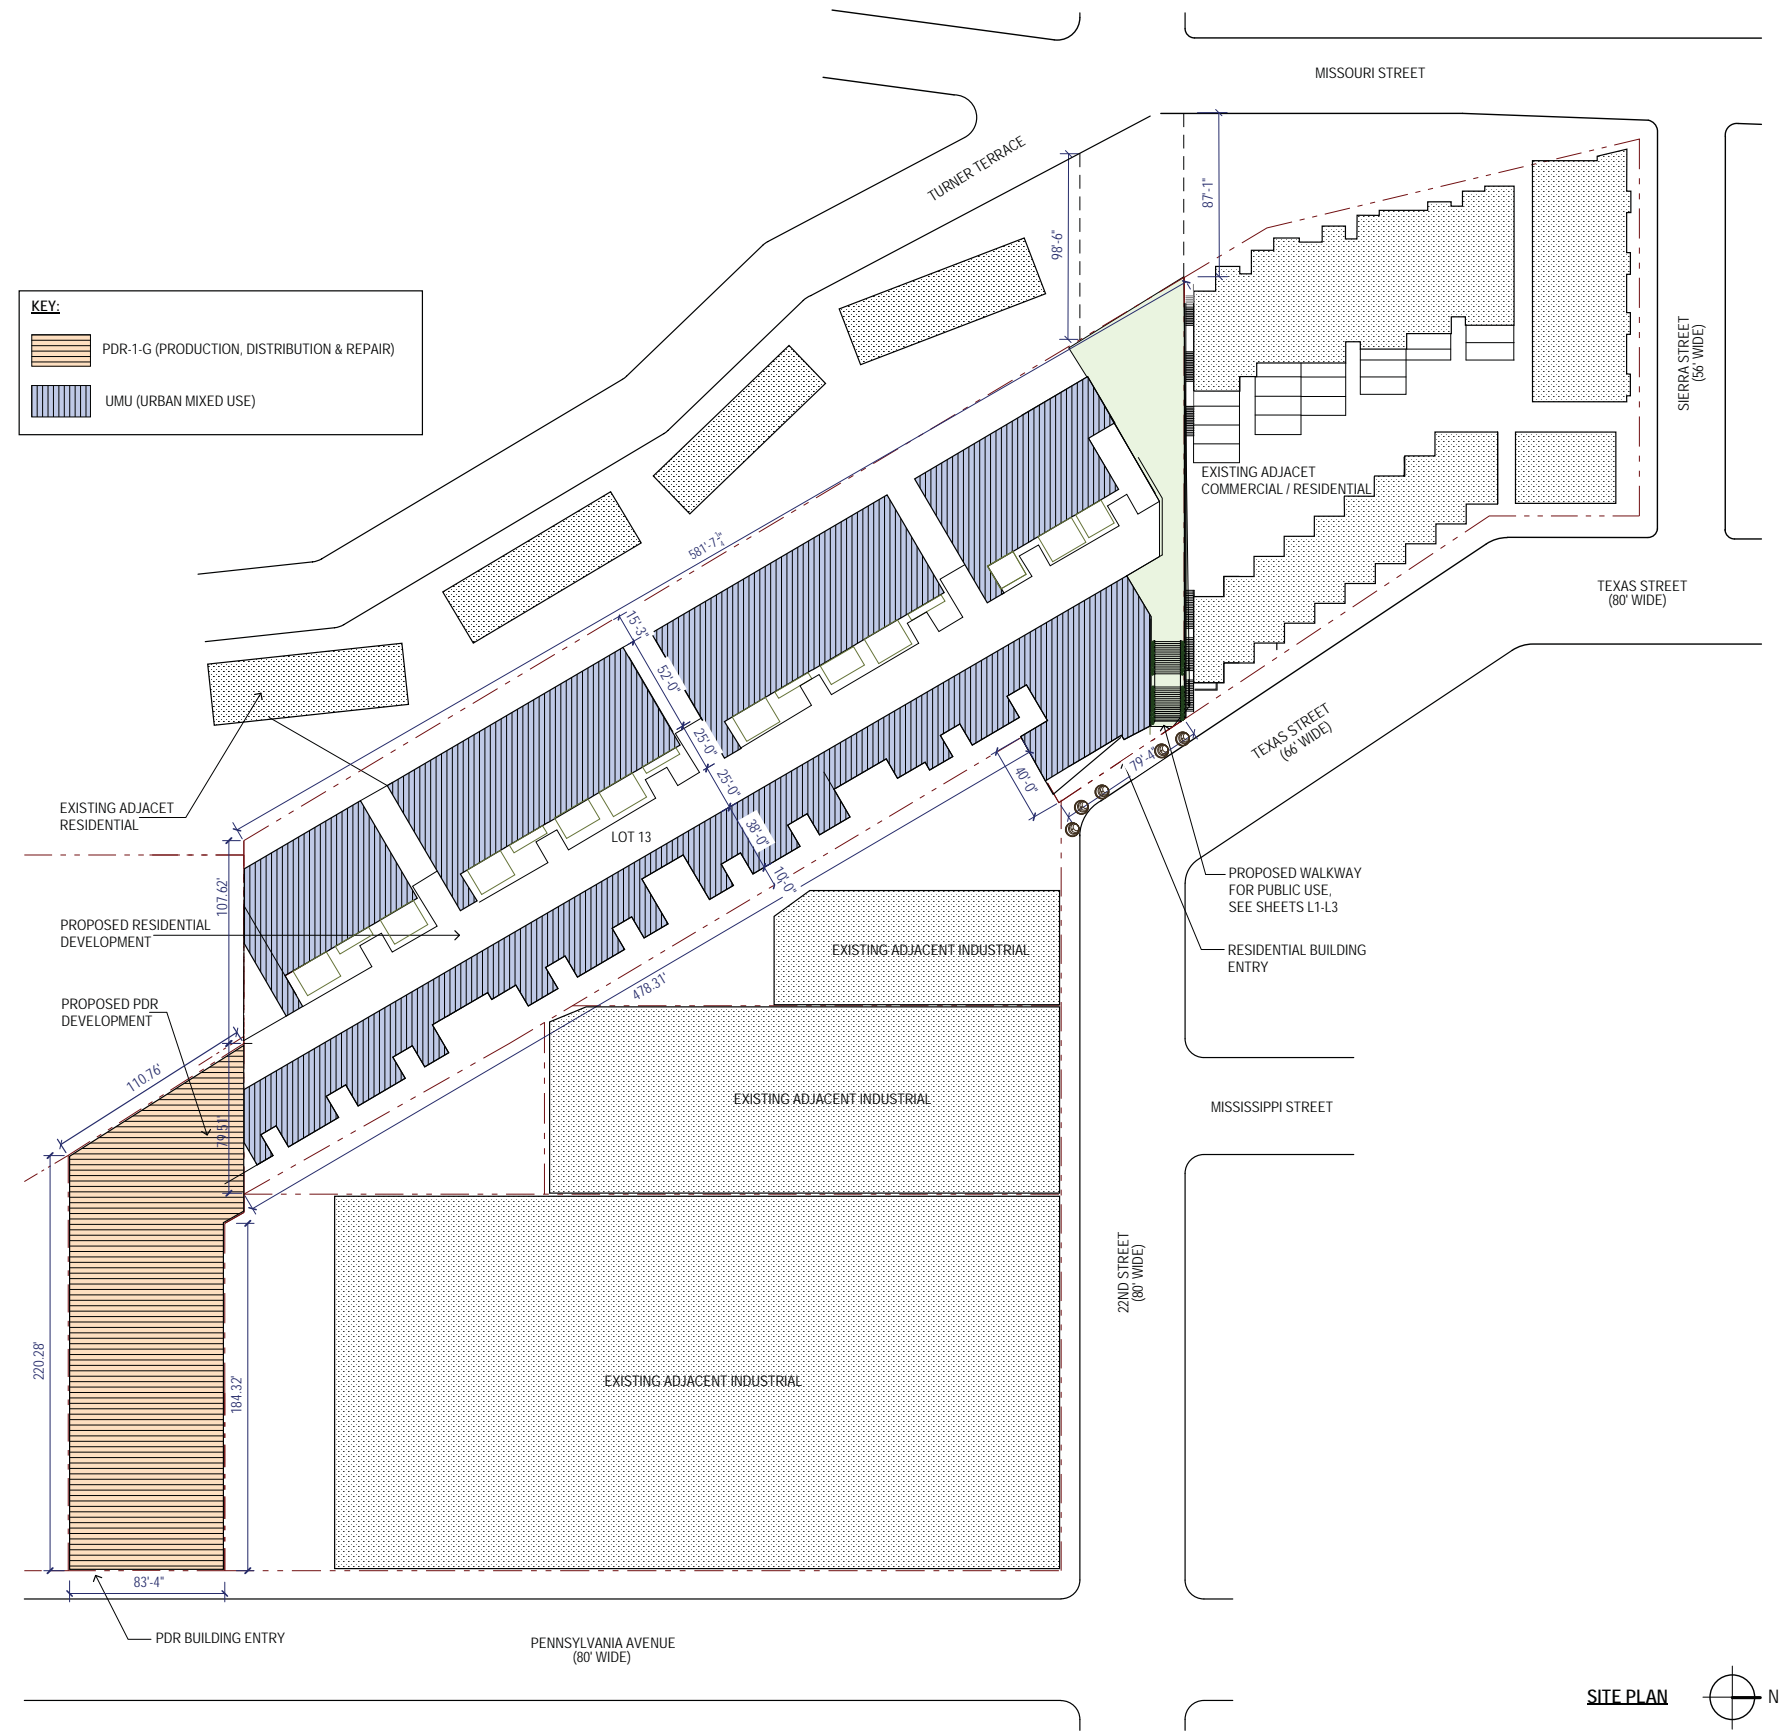 MISSOURI STREET
TURNER TERRACE
87'-1"
98'-6"
KEY:
PDR-1-G (PRODUCTION, DISTRIBUTION & REPAIR)
UMU (URBAN MIXED USE)
SIERRA STREET
(56' WIDE)
EXISTING ADJACET
COMMERCIAL / RESIDENTIAL
581'-7¾"
TEXAS STREET
(80' WIDE)
15'-3"
52'-0"
25'-0"
25'-0"
38'-0"
10'-0"
40'-0"
79'-4"
TEXAS STREET
(66' WIDE)
EXISTING ADJACET
RESIDENTIAL
LOT 13
PROPOSED WALKWAY
FOR PUBLIC USE,
SEE SHEETS L1-L3
107.62'
PROPOSED RESIDENTIAL
DEVELOPMENT
EXISTING ADJACENT INDUSTRIAL
RESIDENTIAL BUILDING
ENTRY
478.31'
PROPOSED PDR
DEVELOPMENT
110.76'
79.51'
EXISTING ADJACENT INDUSTRIAL
MISSISSIPPI STREET
22ND STREET
(80' WIDE)
220.28'
184.32'
EXISTING ADJACENT INDUSTRIAL
83'-4"
PDR BUILDING ENTRY
PENNSYLVANIA AVENUE
(80' WIDE)
SITE PLAN
N